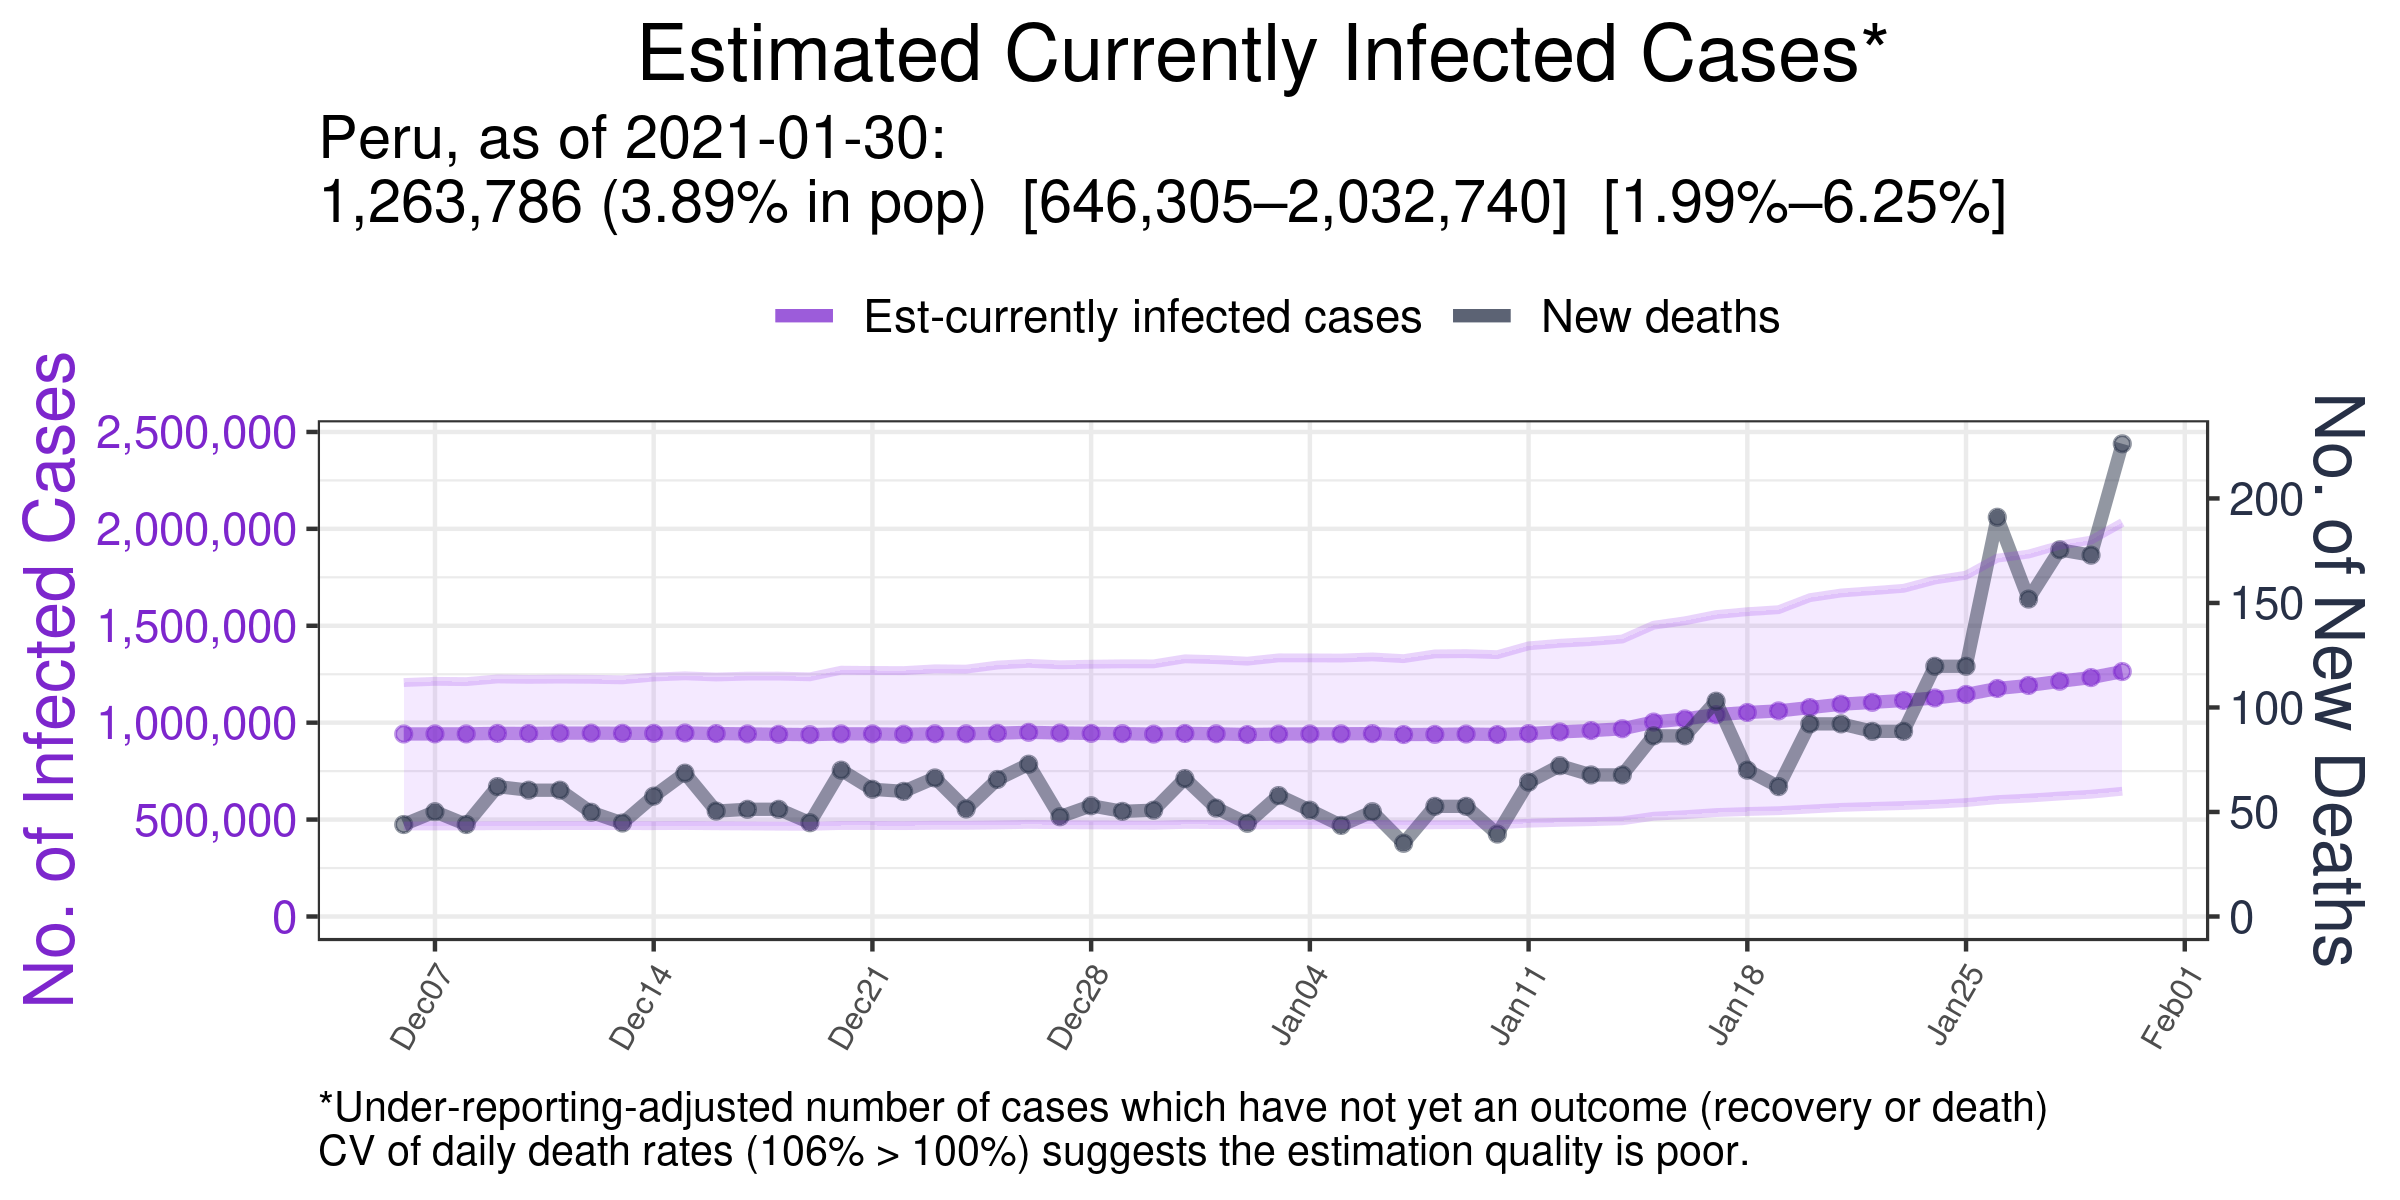 Estimated Currently Infected Cases*
Peru, as of 2021-01-30:
1,263,786 (3.89% in pop)  [646,305–2,032,740]  [1.99%–6.25%]
Est-currently infected cases
New deaths
No. of Infected Cases
2,500,000
2,000,000
1,500,000
1,000,000
500,000
0
No. of New Deaths
200
150
100
50
0
Dec07
Dec14
Dec21
Dec28
Jan04
Jan11
Jan18
Jan25
Feb01
*Under-reporting-adjusted number of cases which have not yet an outcome (recovery or death)
CV of daily death rates (106% > 100%) suggests the estimation quality is poor.